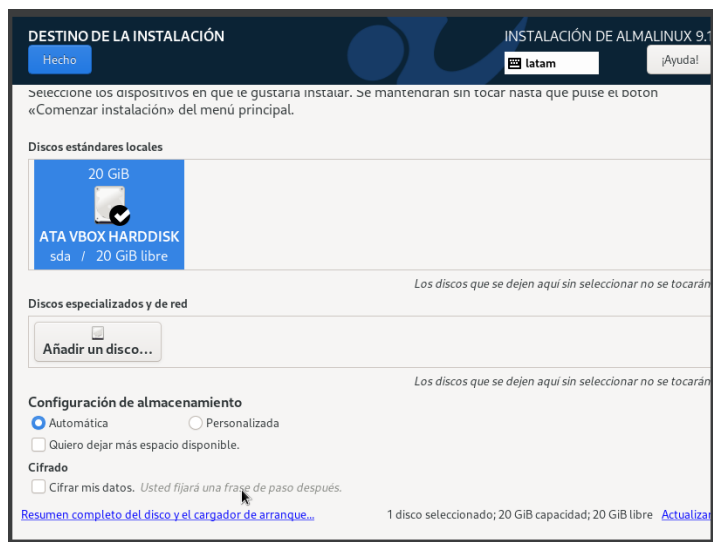 DESTINO DE LA INSTALACIÓN
INSTALACIÓN DE ALMALINUX 9.1
Hecho
latam
¡Ayuda!
Seleccione los dispositivos en que le gustaría instalar. Se mantendrán sin tocar hasta que pulse el botón
«Comenzar instalación» del menú principal.
Discos estándares locales
20 GiB
ATA VBOX HARDDISK
sda / 20 GiB libre
Los discos que se dejen aquí sin seleccionar no se tocarán
Discos especializados y de red
Añadir un disco...
Los discos que se dejen aquí sin seleccionar no se tocarán
Configuración de almacenamiento
Automática
Personalizada
Quiero dejar más espacio disponible.
Cifrado
Cifrar mis datos. Usted fijará una frase de paso después.
Resumen completo del disco y el cargador de arranque...
1 disco seleccionado; 20 GiB capacidad; 20 GiB libre
Actualizar